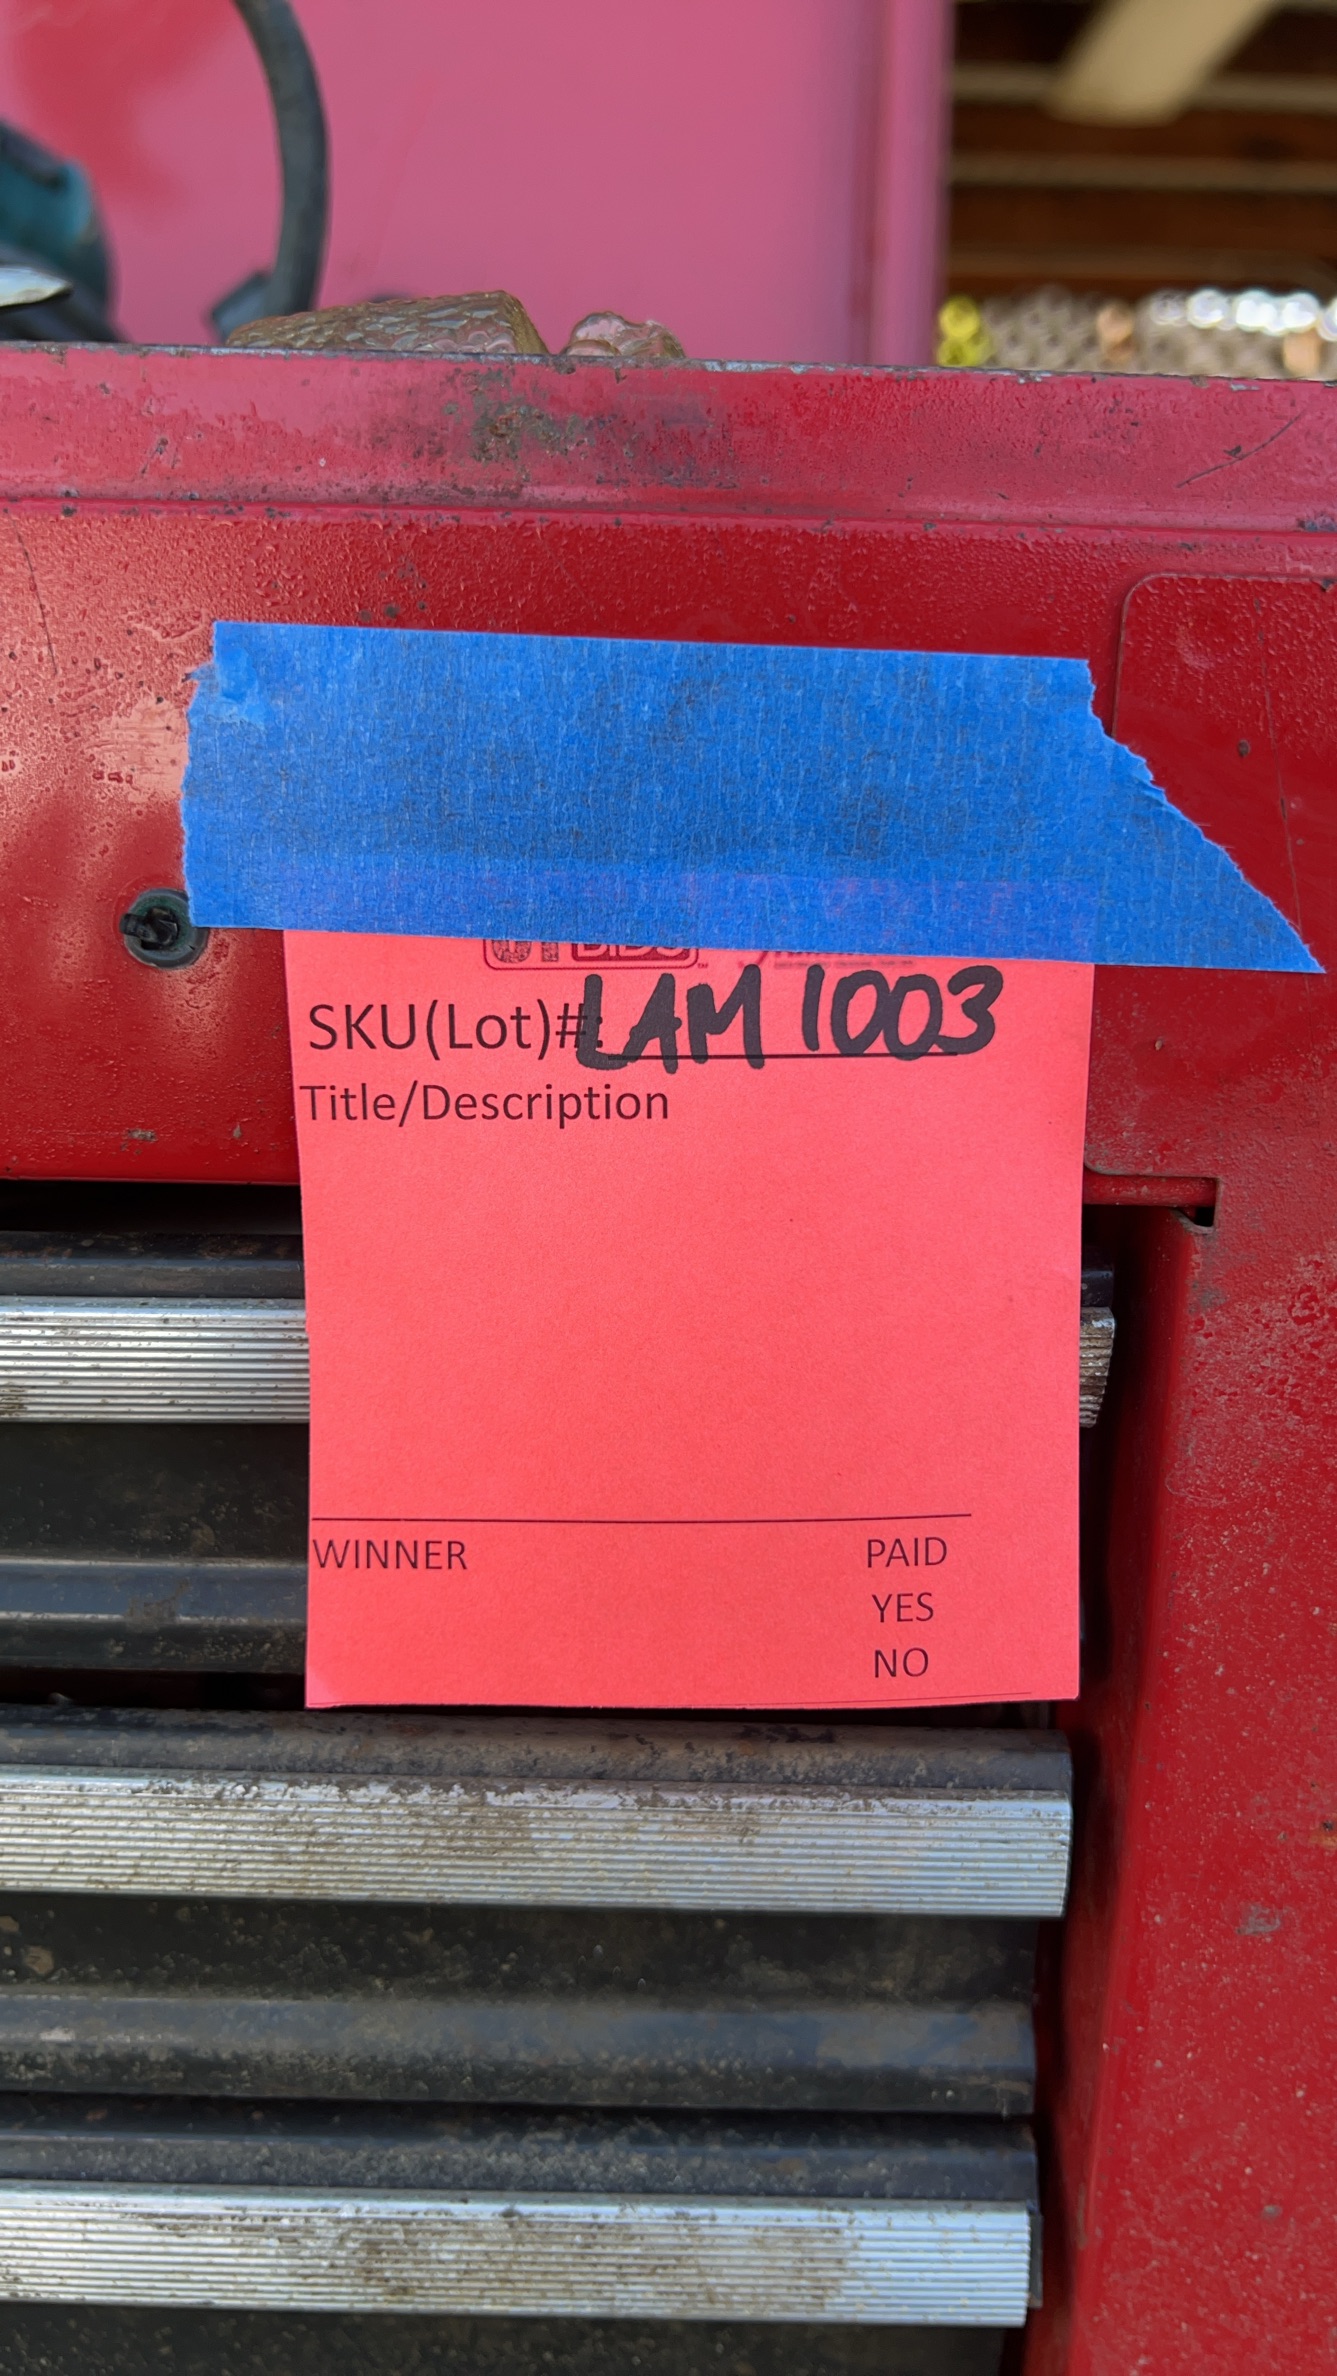 SKU(Lot)#: LAM 1003
Title/Description
WINNER
PAID
YES
NO